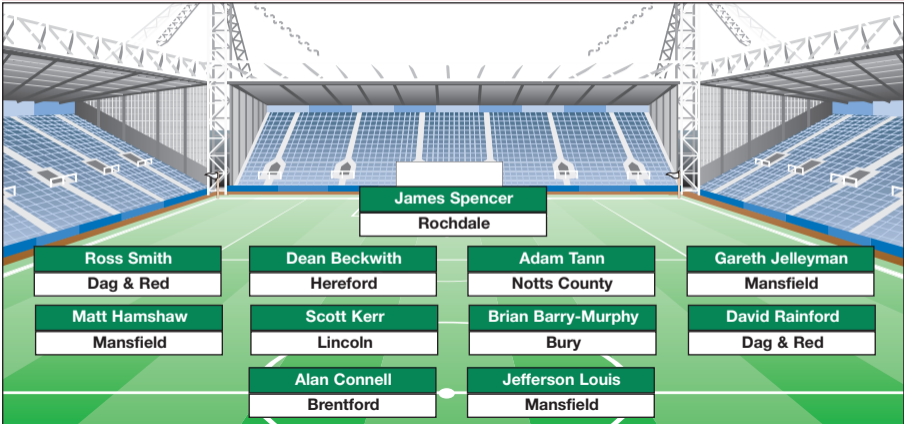 James Spencer
Rochdale
Ross Smith
Dag & Red
Dean Beckwith
Hereford
Adam Tann
Notts County
Gareth Jelleyman
Mansfield
Matt Hamshaw
Mansfield
Scott Kerr
Lincoln
Brian Barry-Murphy
Bury
David Rainford
Dag & Red
Alan Connell
Brentford
Jefferson Louis
Mansfield